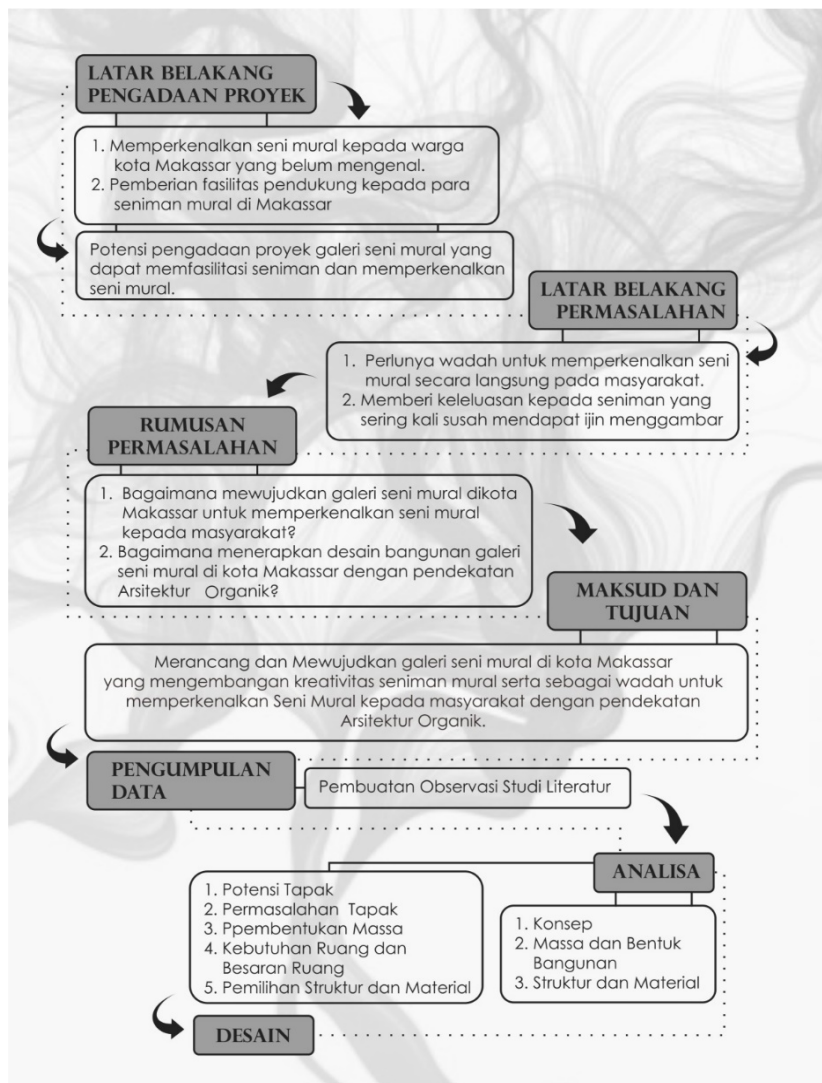 LATAR BELAKANG
PENGADAAN PROYEK
1. Memperkenalkan seni mural kepada warga
kota Makassar yang belum mengenal.
2. Pemberian fasilitas pendukung kepada para
seniman mural di Makassar
Potensi pengadaan proyek galeri seni mural yang
dapat memfasilitasi seniman dan memperkenalkan
seni mural.
LATAR BELAKANG
PERMASALAHAN
1. Perlunya wadah untuk memperkenalkan seni
mural secara langsung pada masyarakat.
2. Memberi keleluasan kepada seniman yang
sering kali susah mendapat ijin menggambar
RUMUSAN
PERMASALAHAN
1. Bagaimana mewujudkan galeri seni mural dikota
Makassar untuk memperkenalkan seni mural
kepada masyarakat?
2. Bagaimana menerapkan desain bangunan galeri
seni mural di kota Makassar dengan pendekatan
Arsitektur Organik?
MAKSUD DAN
TUJUAN
Merancang dan Mewujudkan galeri seni mural di kota Makassar
yang mengembangan kreativitas seniman mural serta sebagai wadah untuk
memperkenalkan Seni Mural kepada masyarakat dengan pendekatan
Arsitektur Organik.
PENGUMPULAN
DATA
Pembuatan Observasi Studi Literatur
ANALISA
1. Potensi Tapak
2. Permasalahan Tapak
3. Ppembentukan Massa
4. Kebutuhan Ruang dan
Besaran Ruang
5. Pemilihan Struktur dan Material
1. Konsep
2. Massa dan Bentuk
Bangunan
3. Struktur dan Material
DESAIN